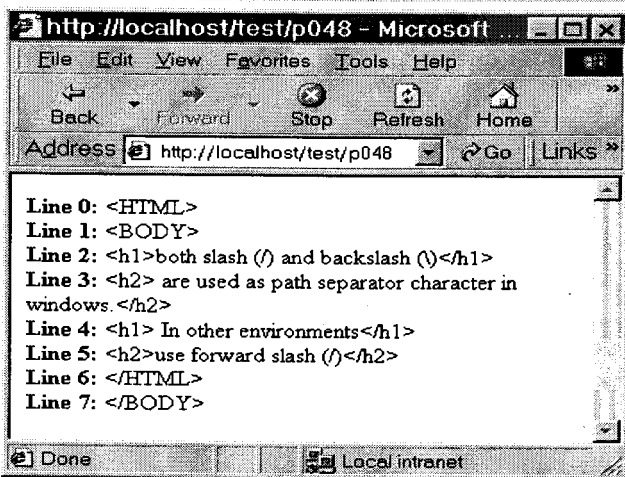 http://localhost/test/p048 - Microsoft ...
File Edit View Favorites Tools Help
Back Forward Stop Refresh Home »
Address http://localhost/test/p048 Go Links »
Line 0: <HTML>
Line 1: <BODY>
Line 2: <h1>both slash (/) and backslash (\)</h1>
Line 3: <h2> are used as path separator character in
windows.</h2>
Line 4: <h1> In other environments</h1>
Line 5: <h2>use forward slash (/)</h2>
Line 6: </HTML>
Line 7: </BODY>
Done Local intranet